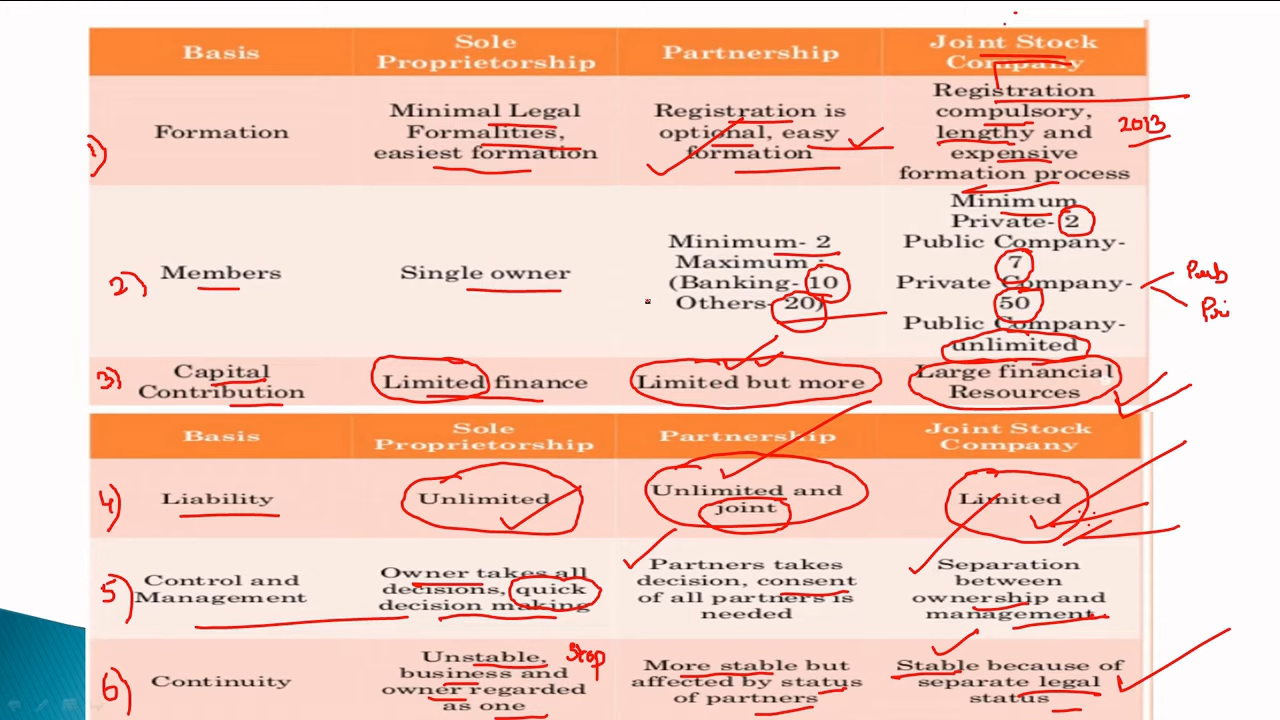 Basis
Sole
Proprietorship
Partnership
Joint Stock
Company
1)
Formation
Minimal Legal
Formalities,
easiest formation
Registration is
optional, easy
formation
Registration
compulsory,
lengthy and
expensive
formation process
2013
2)
Members
Single owner
Minimum- 2
Maximum :
(Banking- 10
Others- 20)
Minimum
Private- 2
Public Company-
7
Private Company-
50
Public Company-
unlimited
Pub
Pri
3)
Capital
Contribution
Limited finance
Limited but more
Large financial
Resources
Basis
Sole
Proprietorship
Partnership
Joint Stock
Company
4)
Liability
Unlimited
Unlimited and
joint
Limited
5)
Control and
Management
Owner takes all
decisions, quick
decision making
Partners takes
decision, consent
of all partners is
needed
Separation
between
ownership and
management
6)
Continuity
Unstable,
business and
owner regarded
as one
Stop
More stable but
affected by status
of partners
Stable because of
separate legal
status